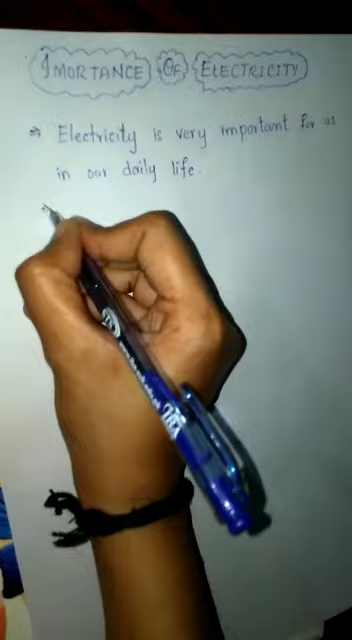 IMORTANCE OF ELECTRICITY
⇒ Electricity is very important for us
in our daily life.